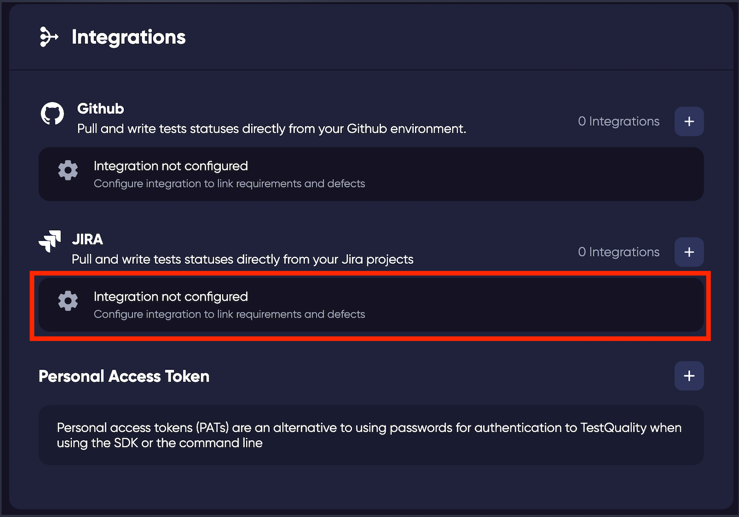 Integrations
Github
Pull and write tests statuses directly from your Github environment.
0 Integrations
+
Integration not configured
Configure integration to link requirements and defects
JIRA
Pull and write tests statuses directly from your Jira projects
0 Integrations
+
Integration not configured
Configure integration to link requirements and defects
Personal Access Token
+
Personal access tokens (PATs) are an alternative to using passwords for authentication to TestQuality when
using the SDK or the command line